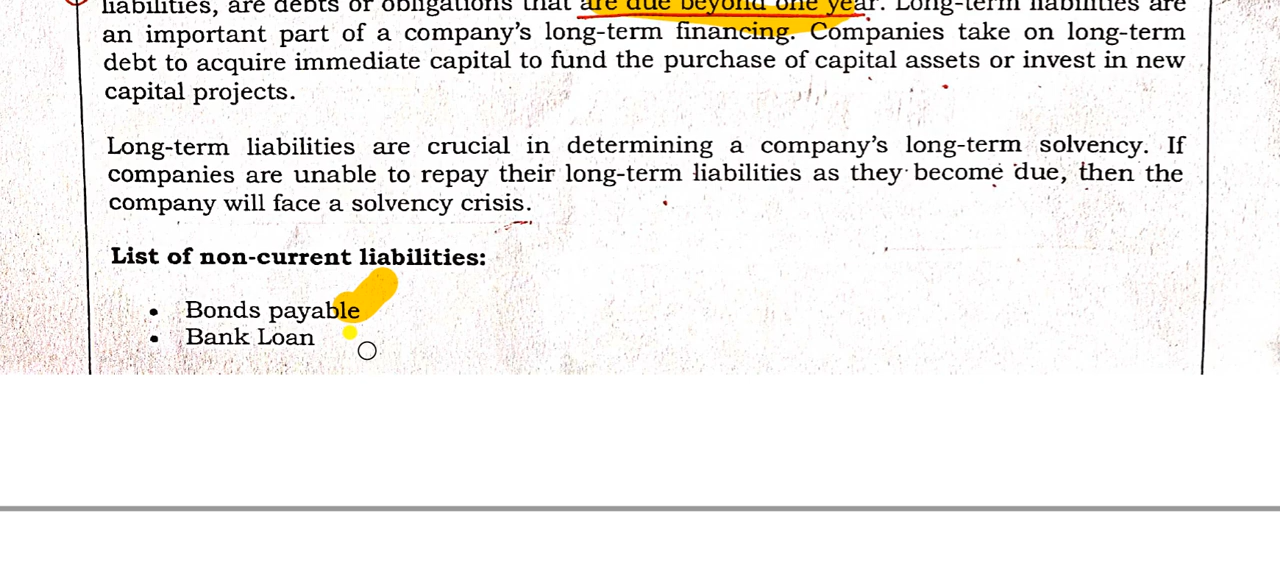 liabilities, are debts or obligations that are due beyond one year. Long-term liabilities are
an important part of a company's long-term financing. Companies take on long-term
debt to acquire immediate capital to fund the purchase of capital assets or invest in new
capital projects.
Long-term liabilities are crucial in determining a company's long-term solvency. If
companies are unable to repay their long-term liabilities as they become due, then the
company will face a solvency crisis.
List of non-current liabilities:
• Bonds payable
• Bank Loan